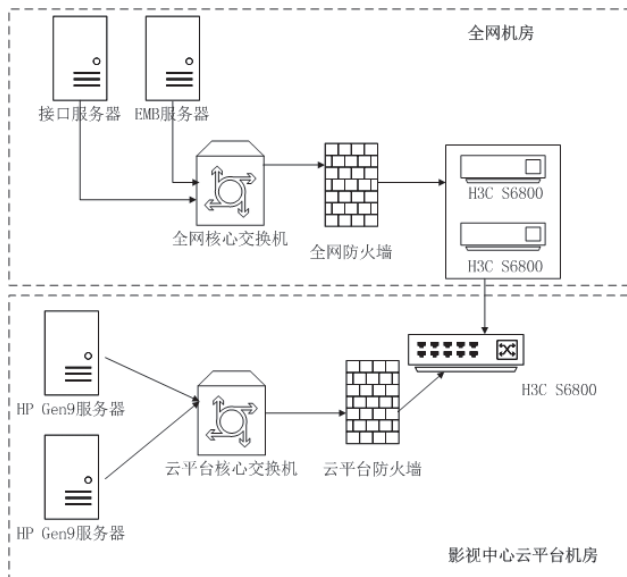 全网机房
接口服务器
EMB服务器
H3C S6800
全网核心交换机
全网防火墙
H3C S6800
HP Gen9服务器
H3C S6800
云平台核心交换机
云平台防火墙
HP Gen9服务器
影视中心云平台机房